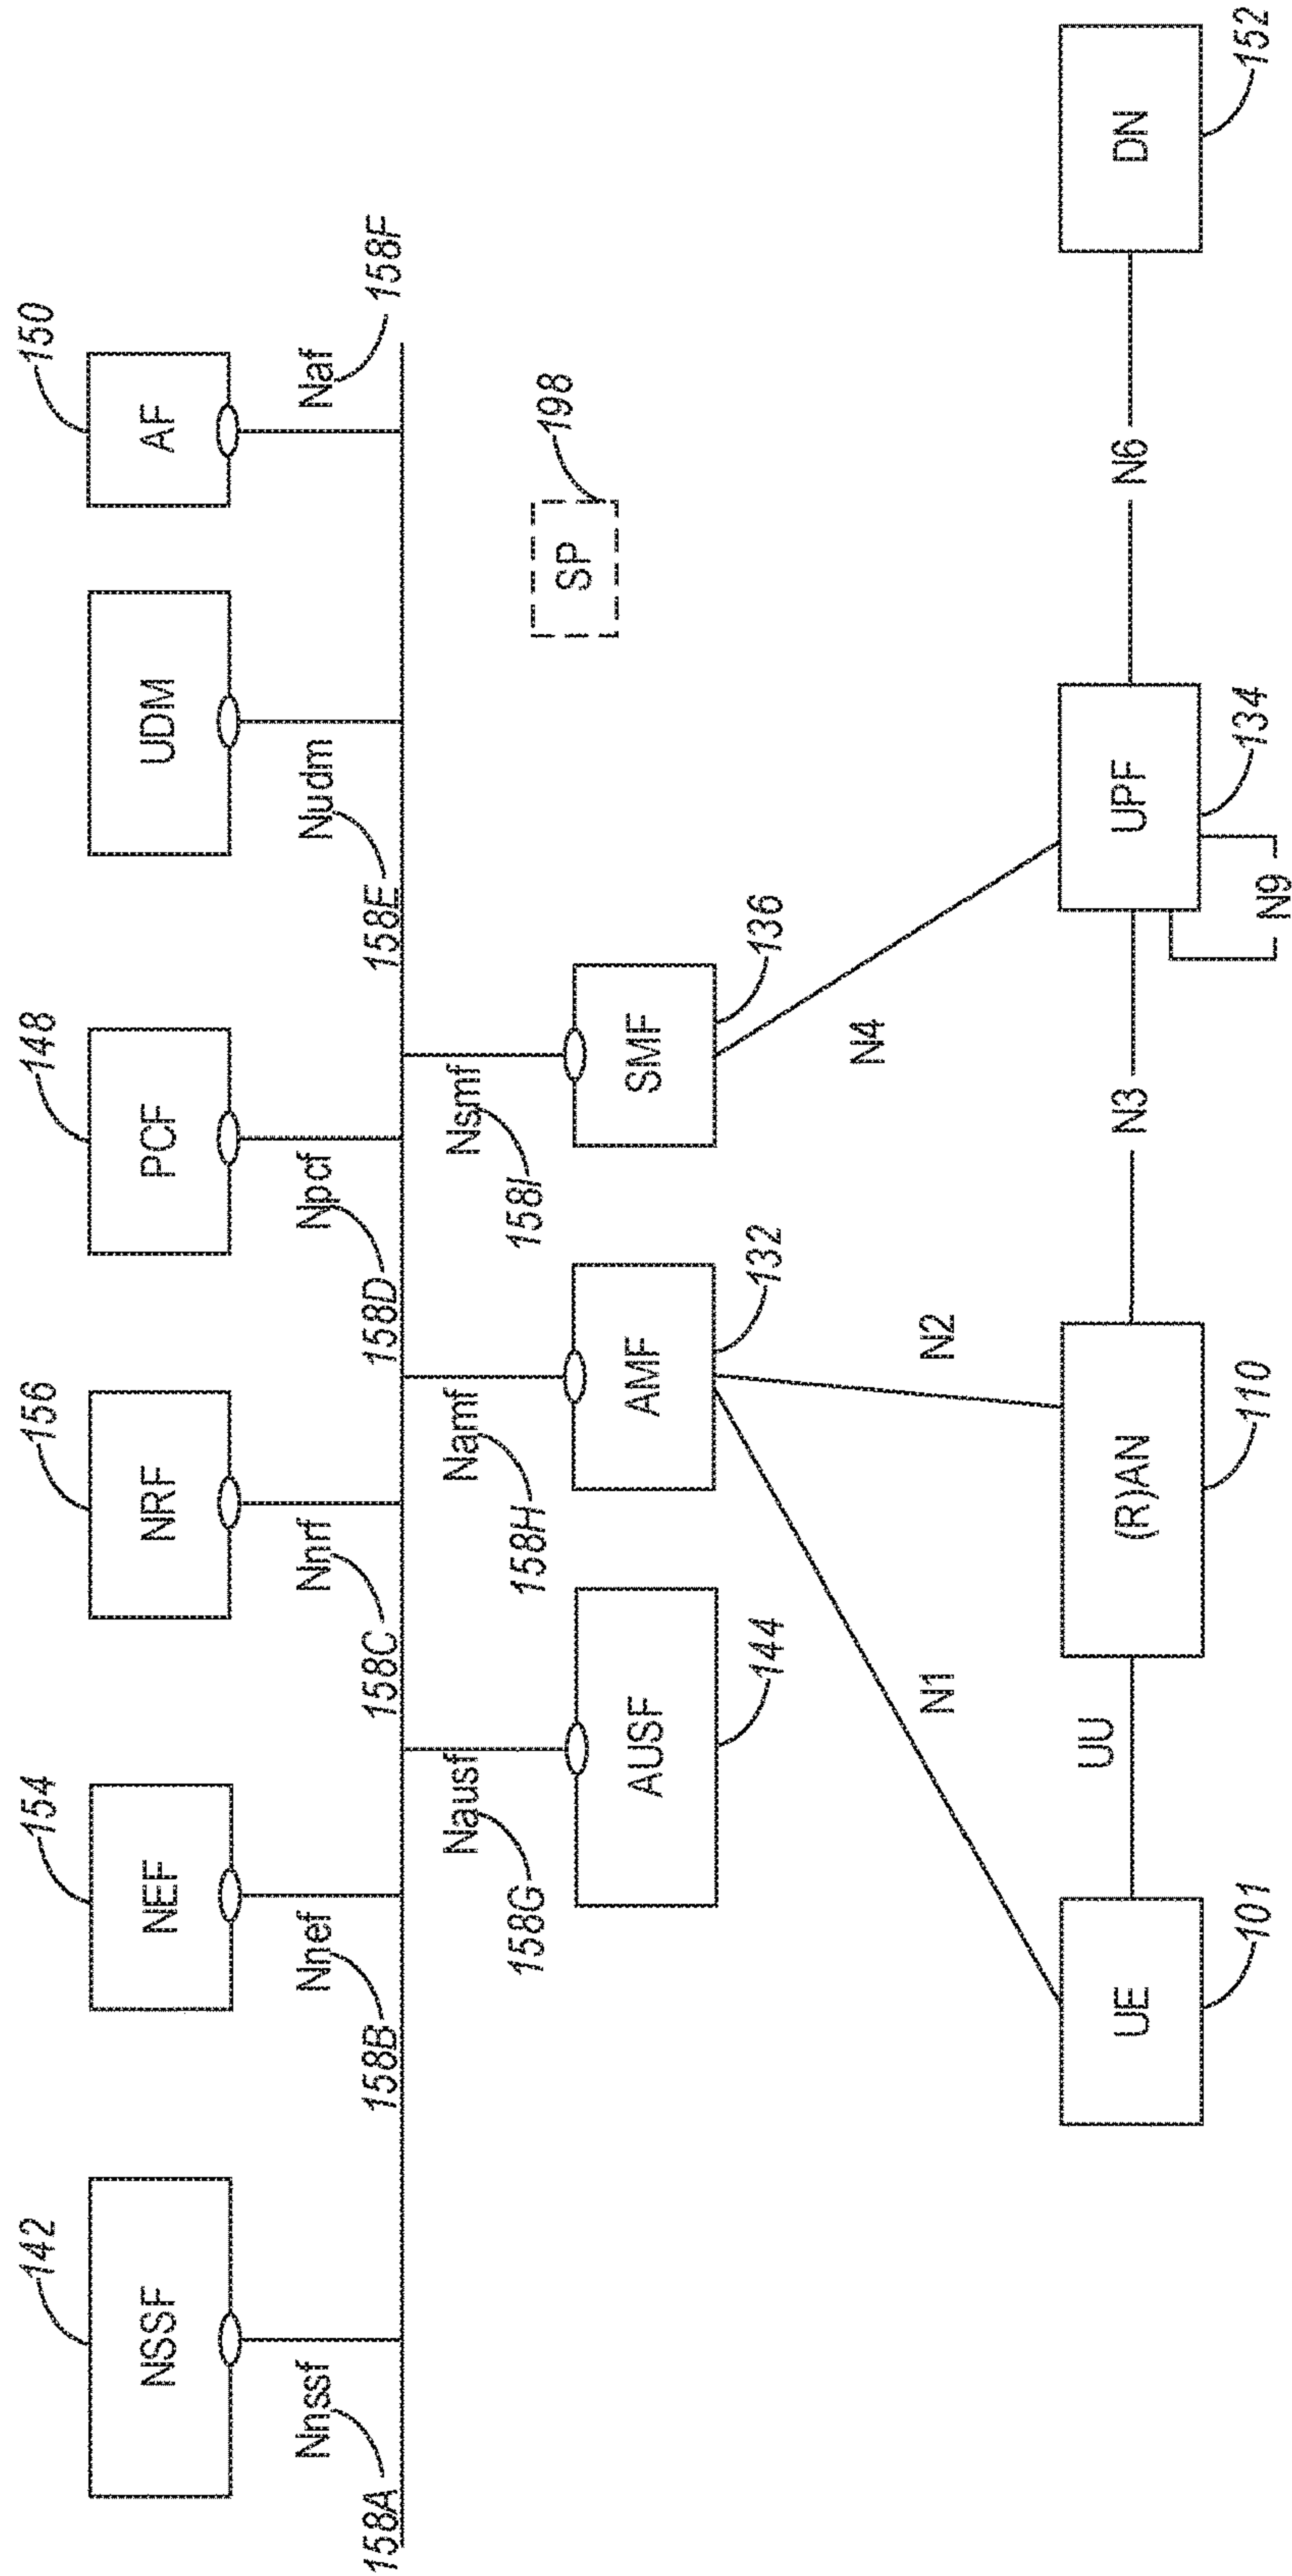 142
154
156
148
150
NSSF
NEF
NRF
PCF
UDM
AF
Nnssf
Nnef
Nnrf
Npcf
Nudm
Naf
158A
158B
158C
158D
158E
158F
Nausf
Namf
Nsmf
158G
158H
158I
198
SP
AUSF
AMF
SMF
144
132
136
N1
N2
N4
UU
N3
N6
UE
(R)AN
UPF
DN
101
110
134
152
N9